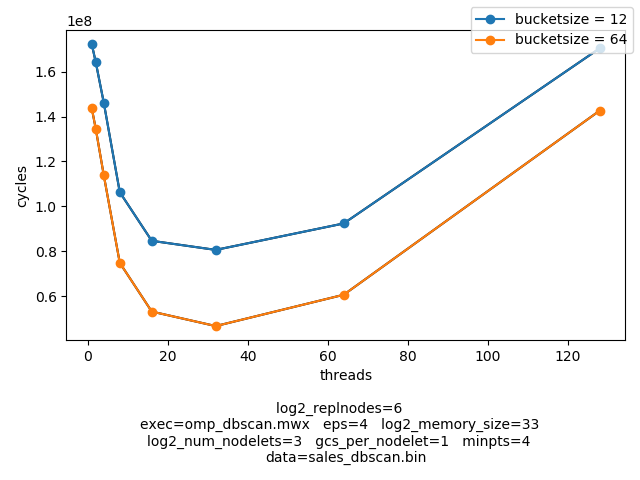 1e8
bucketsize = 12
bucketsize = 64
1.6
1.4
1.2
1.0
0.8
0.6
cycles
0 20 40 60 80 100 120
threads
log2_replnodes=6
exec=omp_dbscan.mwx eps=4 log2_memory_size=33
log2_num_nodelets=3 gcs_per_nodelet=1 minpts=4
data=sales_dbscan.bin